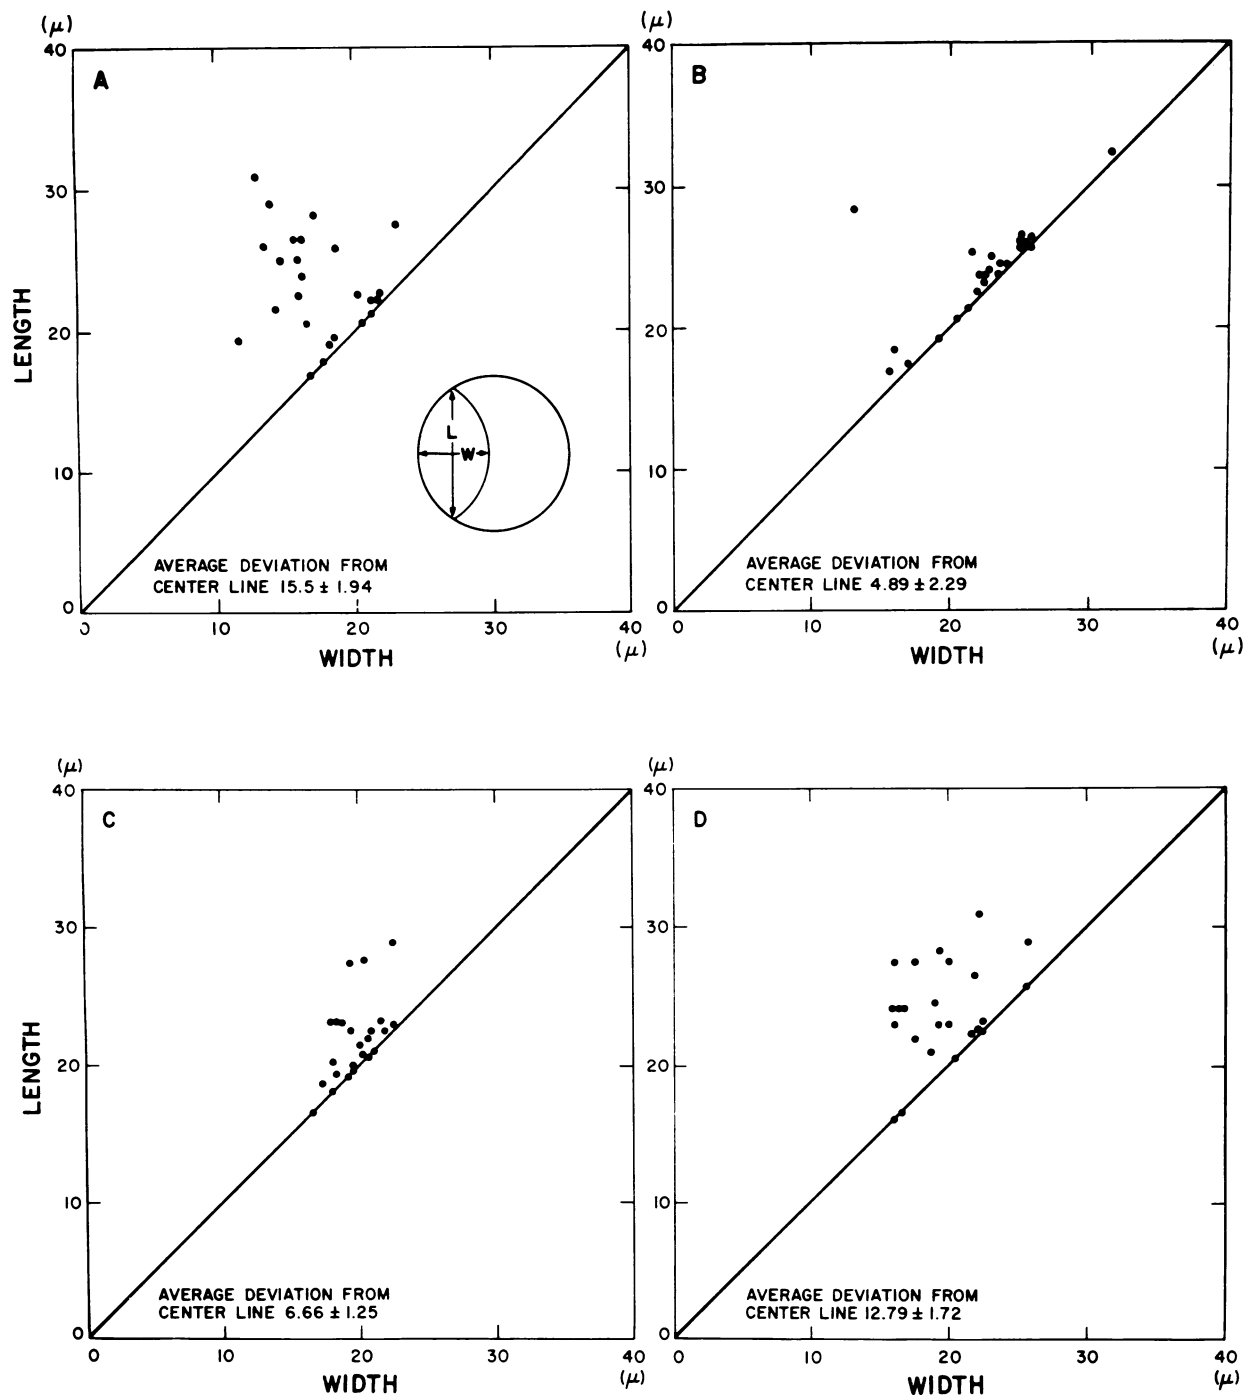 (μ)
40
A
30
LENGTH
20
L
W
10
AVERAGE DEVIATION FROM
CENTER LINE 15.5 ± 1.94
0
0 10 20 30 40
WIDTH (μ)
(μ)
40
B
30
20
10
AVERAGE DEVIATION FROM
CENTER LINE 4.89 ± 2.29
0
0 10 20 30 40
WIDTH (μ)
(μ)
40
C
30
LENGTH
20
10
AVERAGE DEVIATION FROM
CENTER LINE 6.66 ± 1.25
0
0 10 20 30 40
WIDTH (μ)
(μ)
40
D
30
20
10
AVERAGE DEVIATION FROM
CENTER LINE 12.79 ± 1.72
0
0 10 20 30 40
WIDTH (μ)